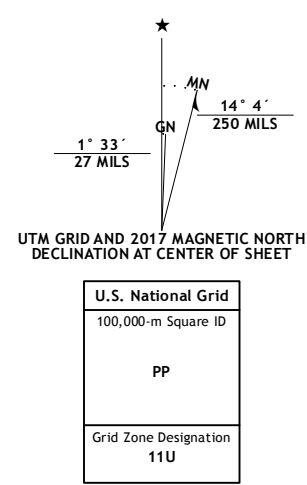 MN
14° 4´
250 MILS
GN
1° 33´
27 MILS
UTM GRID AND 2017 MAGNETIC NORTH
DECLINATION AT CENTER OF SHEET
U.S. National Grid
100,000-m Square ID
PP
Grid Zone Designation
11U